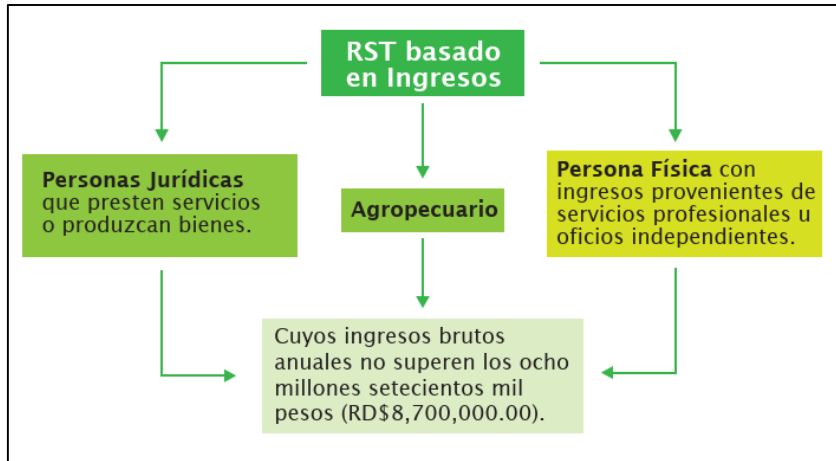 RST basado
en Ingresos
Personas Jurídicas
que presten servicios
o produzcan bienes.
Agropecuario
Persona Física con
ingresos provenientes de
servicios profesionales u
oficios independientes.
Cuyos ingresos brutos
anuales no superen los ocho
millones setecientos mil
pesos (RD$8,700,000.00).